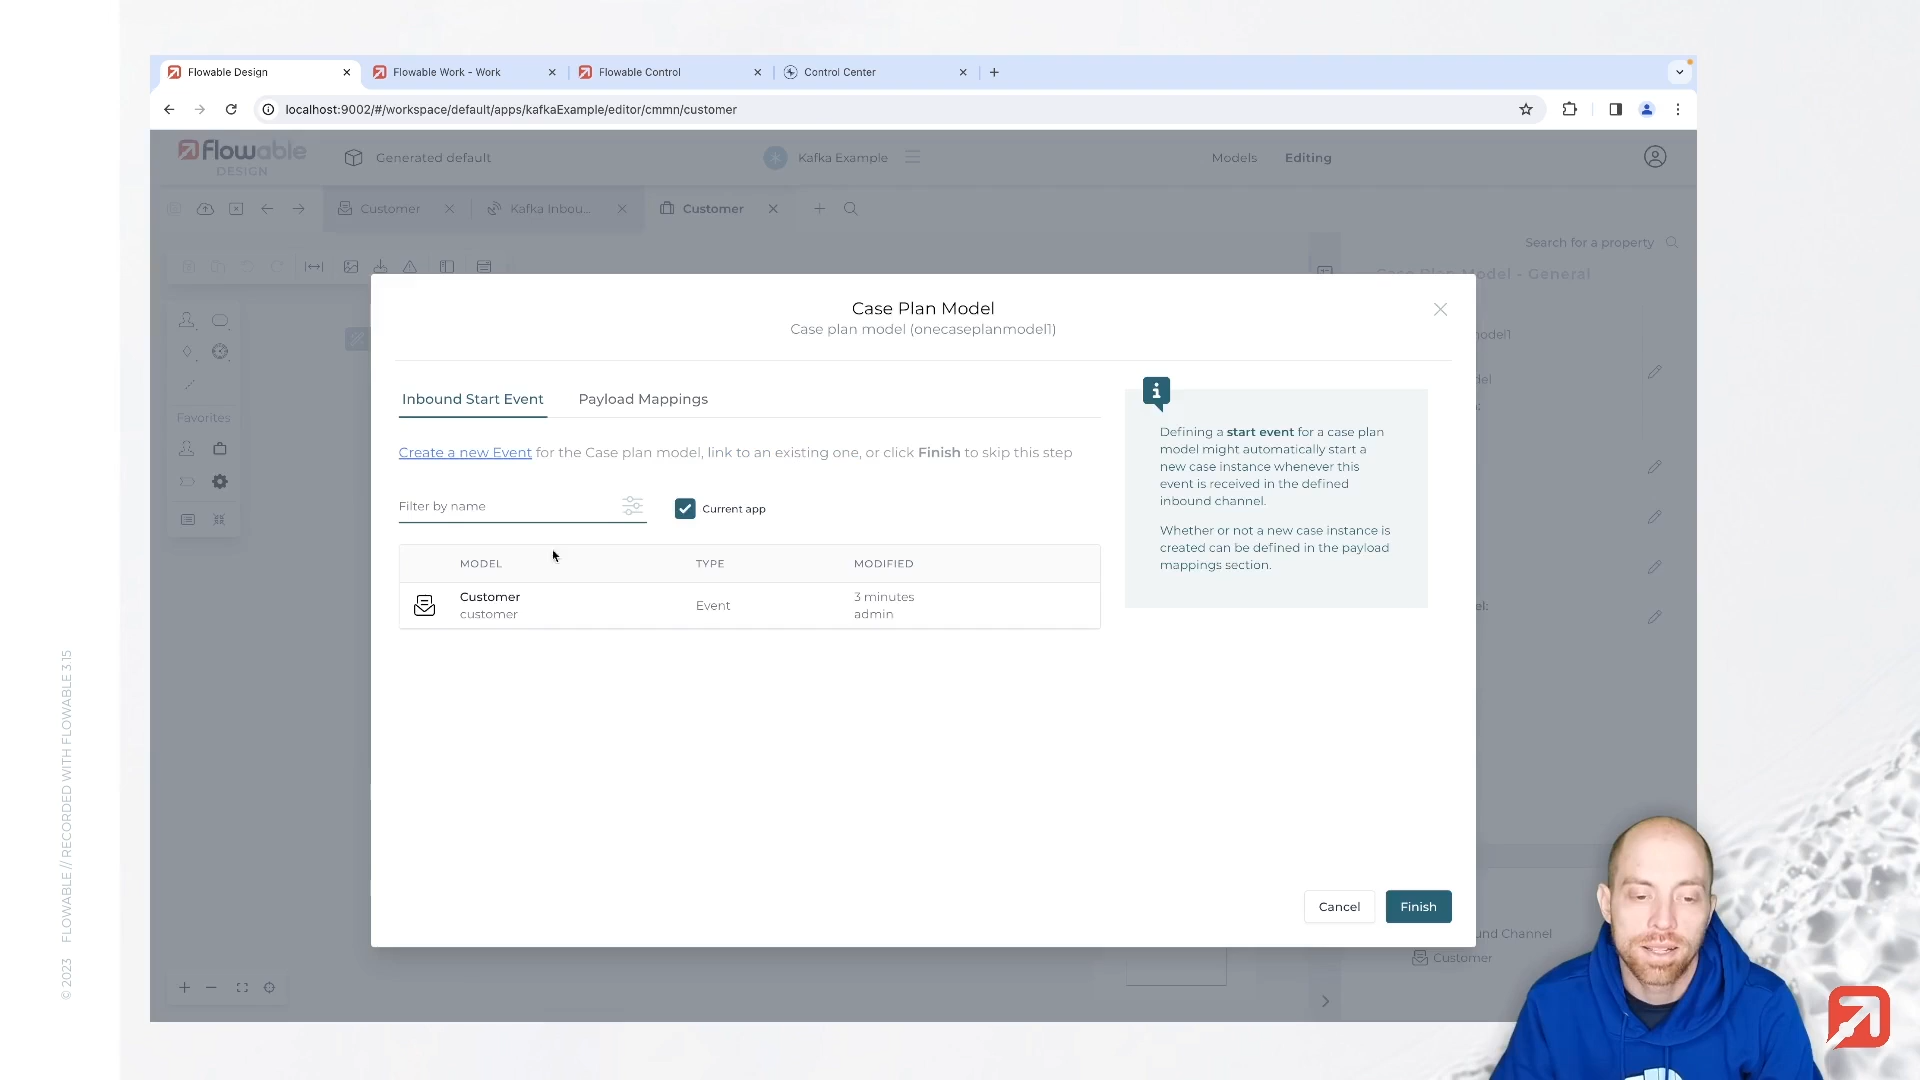 Flowable Design
Flowable Work - Work
Flowable Control
Control Center
localhost:9002/#/workspace/default/apps/kafkaExample/editor/cmmn/customer
Flowable
DESIGN
Generated default
Kafka Example
Models
Editing
Customer
Kafka Inbou...
Customer
Search for a property
Case Plan Model - General
Case Plan Model
Case plan model (onecaseplanmodel1)
Inbound Start Event
Payload Mappings
Create a new Event for the Case plan model, link to an existing one, or click Finish to skip this step
Filter by name
Current app
MODEL
TYPE
MODIFIED
Customer
customer
Event
3 minutes
admin
Defining a start event for a case plan
model might automatically start a
new case instance whenever this
event is received in the defined
inbound channel.
Whether or not a new case instance is
created can be defined in the payload
mappings section.
Cancel
Finish
Favorites
und Channel
Customer
© 2023 FLOWABLE // RECORDED WITH FLOWABLE 3.15